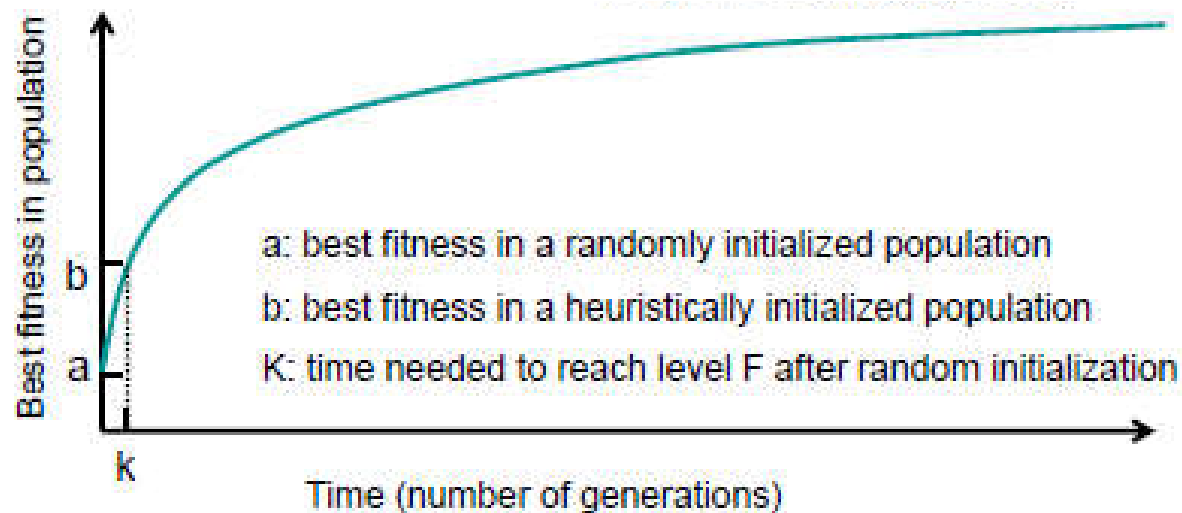 Best fitness in population
a: best fitness in a randomly initialized population
b
b: best fitness in a heuristically initialized population
a
K: time needed to reach level F after random initialization
k
Time (number of generations)